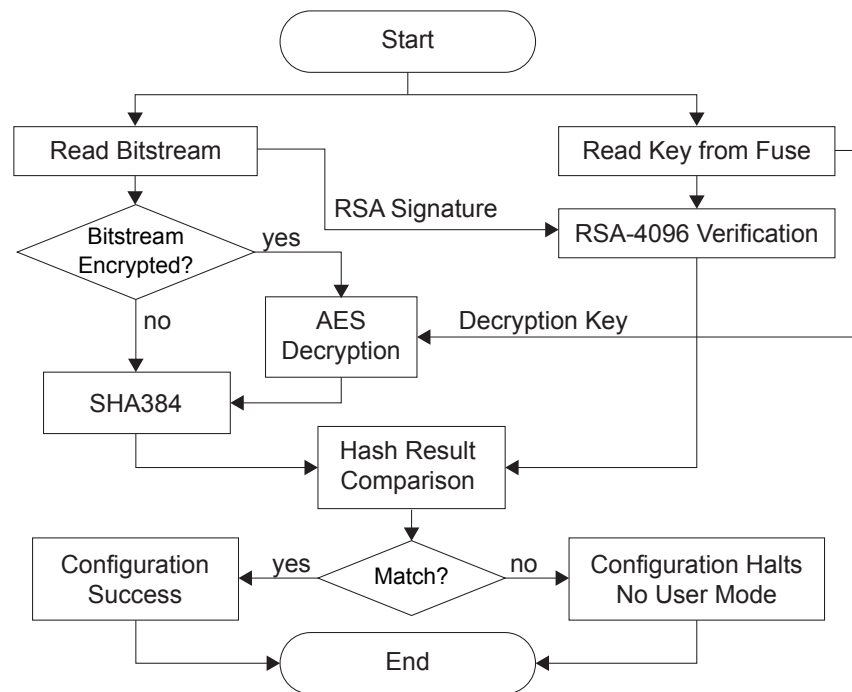 Start
Read Bitstream
Read Key from Fuse
RSA Signature
RSA-4096 Verification
Bitstream
Encrypted?
yes
no
AES
Decryption
Decryption Key
SHA384
Hash Result
Comparison
Configuration
Success
yes
Match?
no
Configuration Halts
No User Mode
End